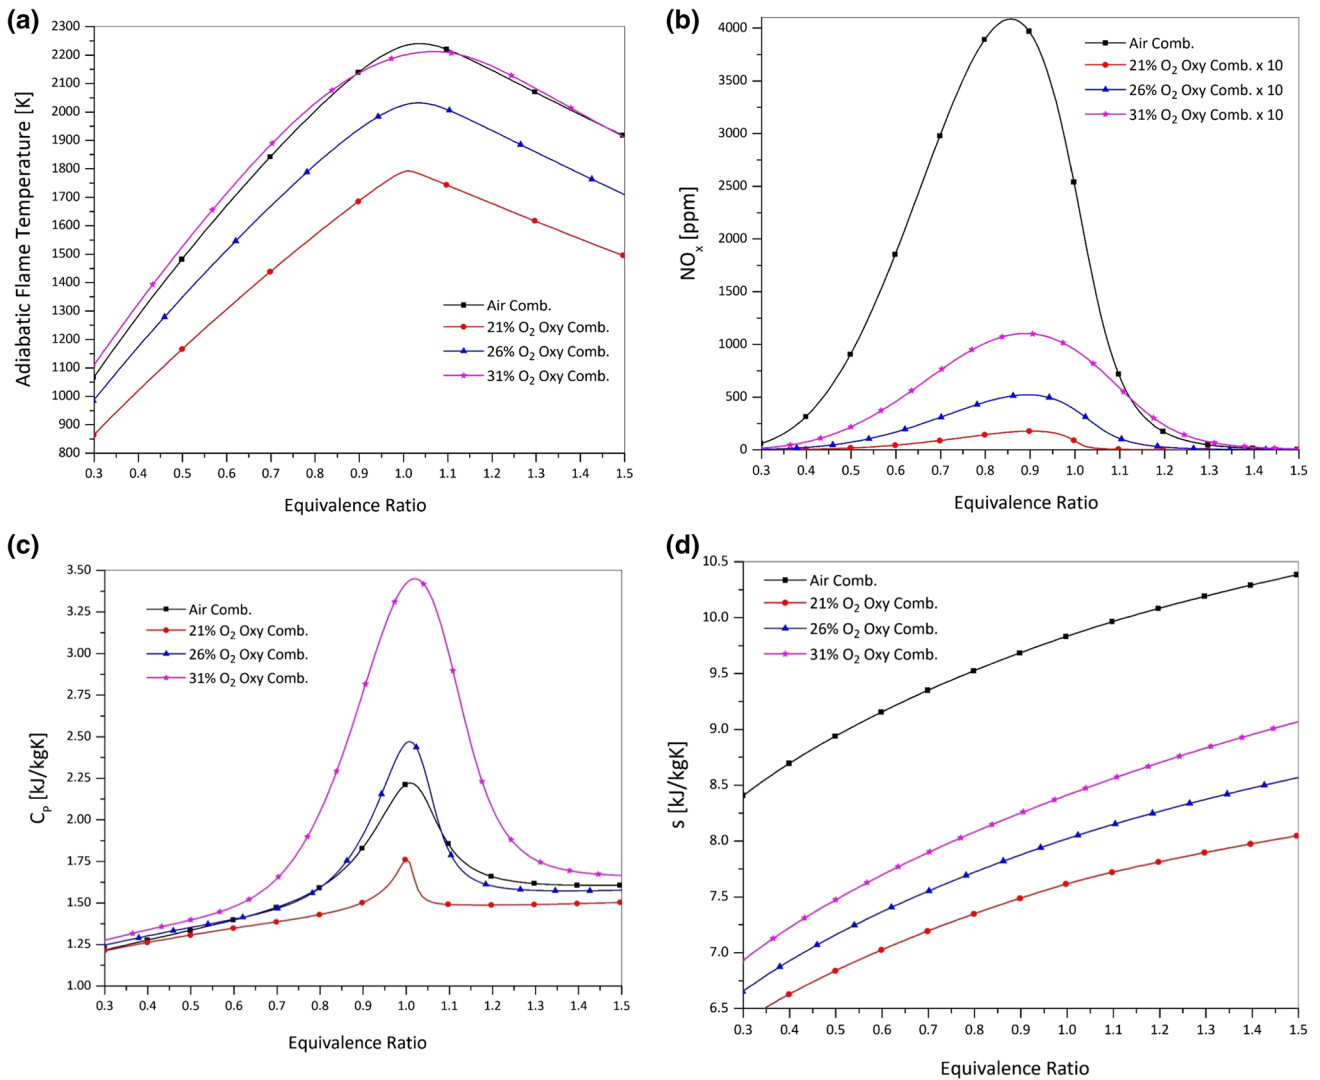 (a)
2300
2200
2100
2000
1900
1800
1700
1600
1500
1400
1300
1200
1100
1000
900
800
Adiabatic Flame Temperature [K]
Air Comb.
21% O2 Oxy Comb.
26% O2 Oxy Comb.
31% O2 Oxy Comb.
0.3 0.4 0.5 0.6 0.7 0.8 0.9 1.0 1.1 1.2 1.3 1.4 1.5
Equivalence Ratio
(b)
4000
3500
3000
2500
2000
1500
1000
500
0
NOx [ppm]
Air Comb.
21% O2 Oxy Comb. x 10
26% O2 Oxy Comb. x 10
31% O2 Oxy Comb. x 10
0.3 0.4 0.5 0.6 0.7 0.8 0.9 1.0 1.1 1.2 1.3 1.4 1.5
Equivalence Ratio
(c)
3.50
3.25
3.00
2.75
2.50
2.25
2.00
1.75
1.50
1.25
1.00
CP [kJ/kgK]
Air Comb.
21% O2 Oxy Comb.
26% O2 Oxy Comb.
31% O2 Oxy Comb.
0.3 0.4 0.5 0.6 0.7 0.8 0.9 1.0 1.1 1.2 1.3 1.4 1.5
Equivalence Ratio
(d)
10.5
10.0
9.5
9.0
8.5
8.0
7.5
7.0
6.5
s [kJ/kgK]
Air Comb.
21% O2 Oxy Comb.
26% O2 Oxy Comb.
31% O2 Oxy Comb.
0.3 0.4 0.5 0.6 0.7 0.8 0.9 1.0 1.1 1.2 1.3 1.4 1.5
Equivalence Ratio